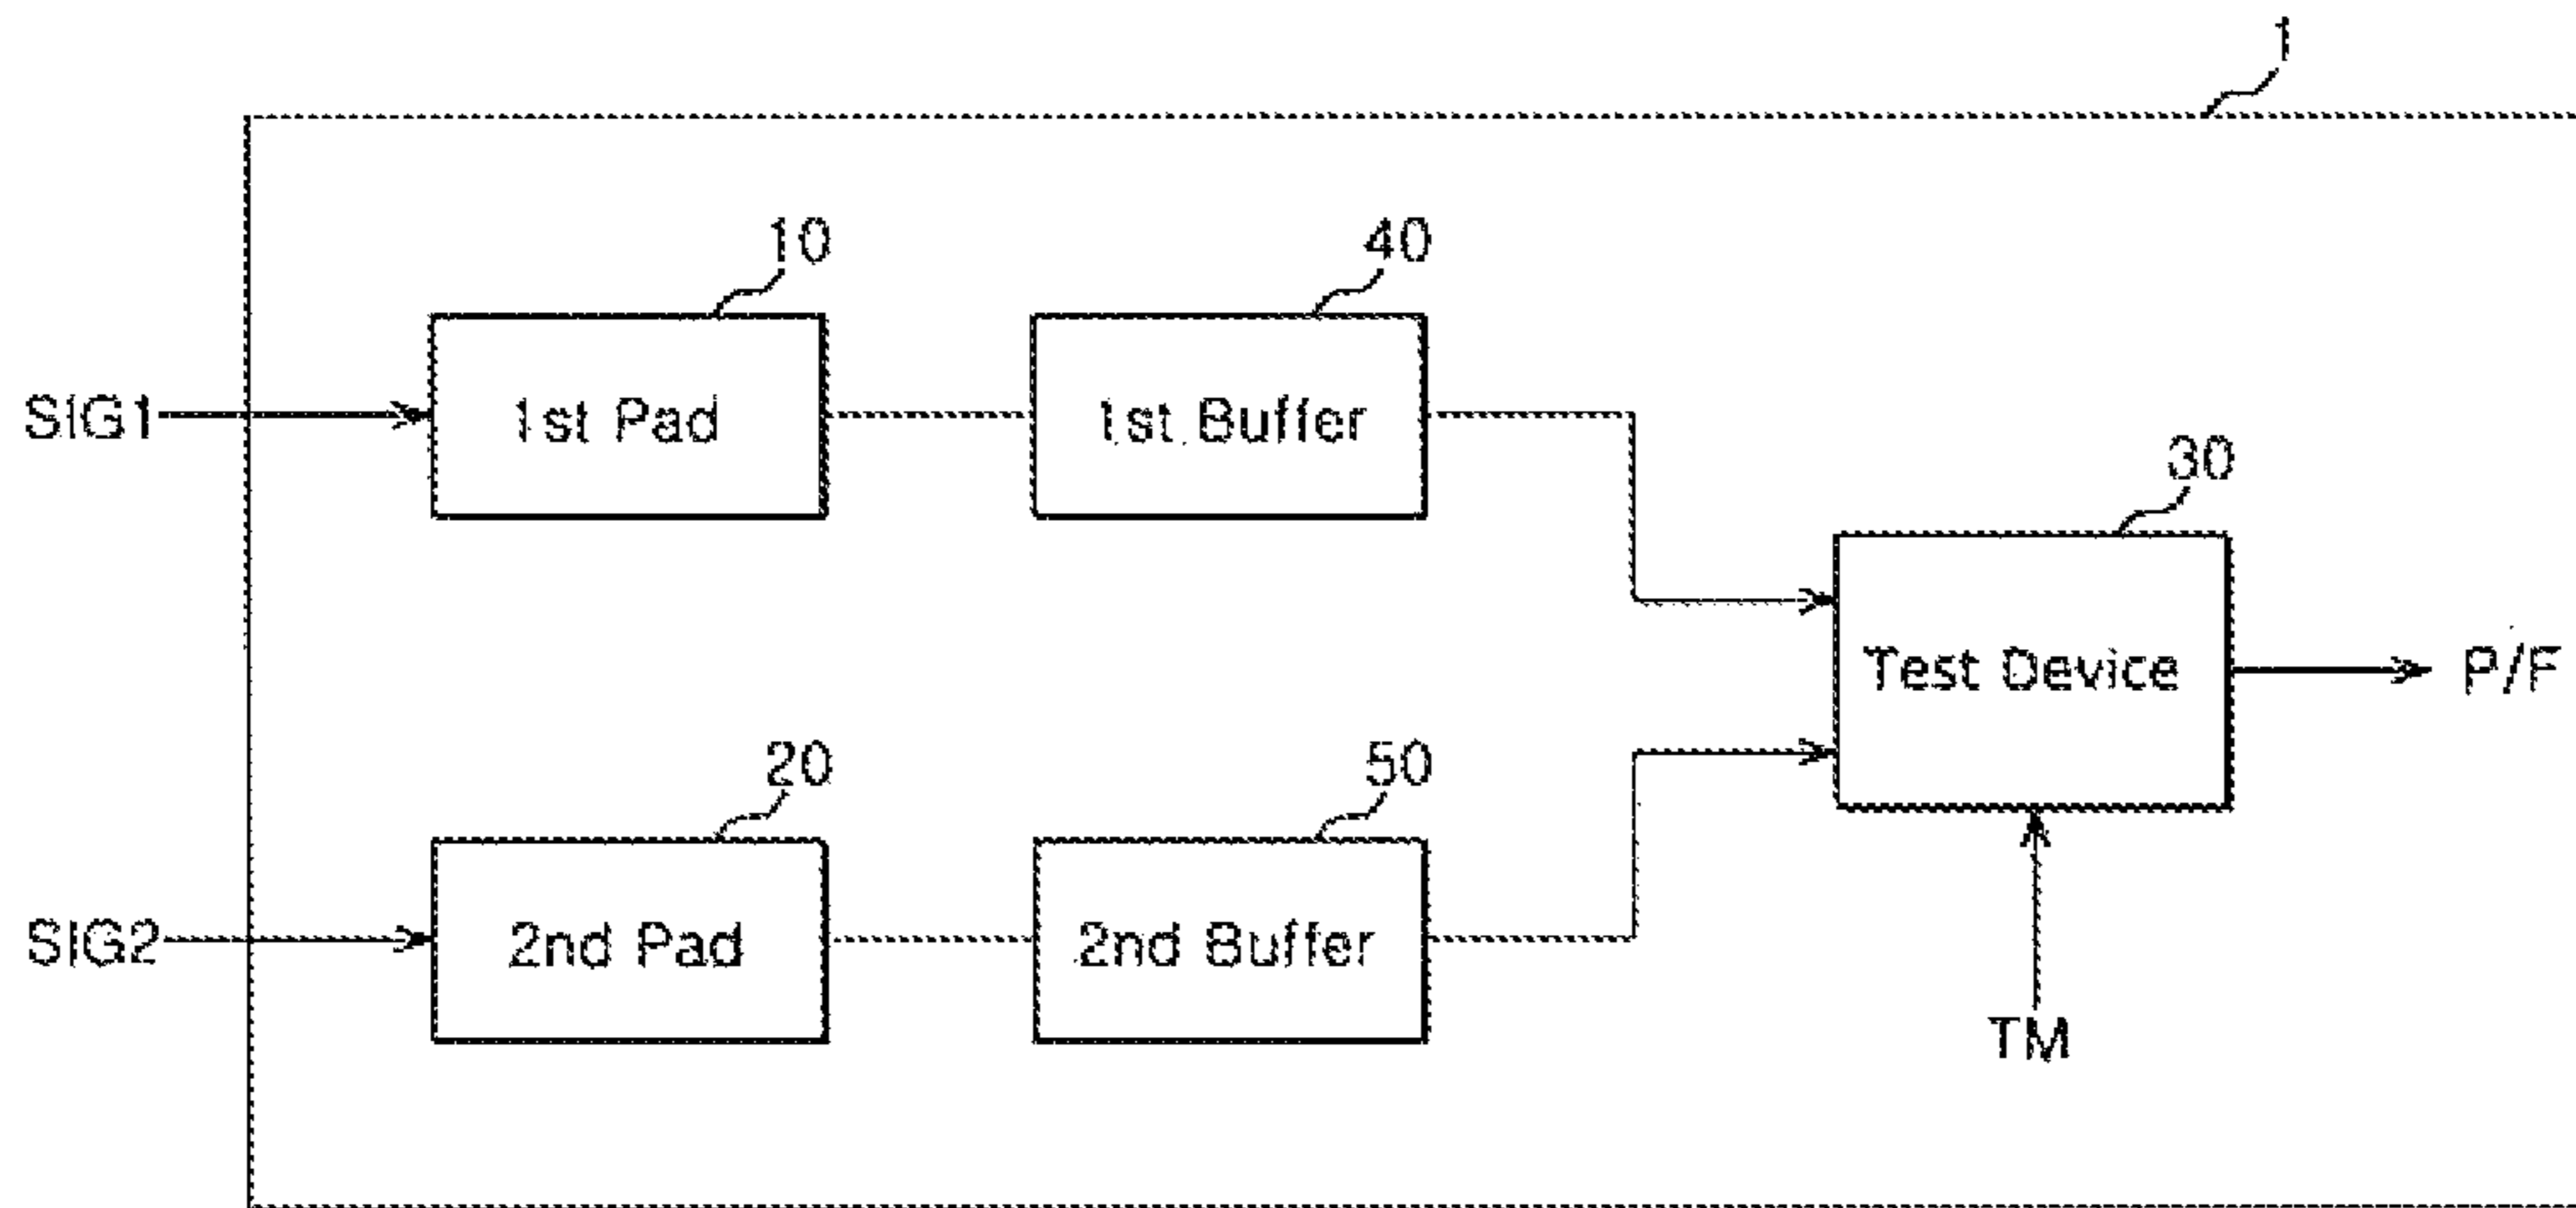 1
10
40
SIG1
1st Pad
1st Buffer
30
Test Device
P/F
20
50
SIG2
2nd Pad
2nd Buffer
TM